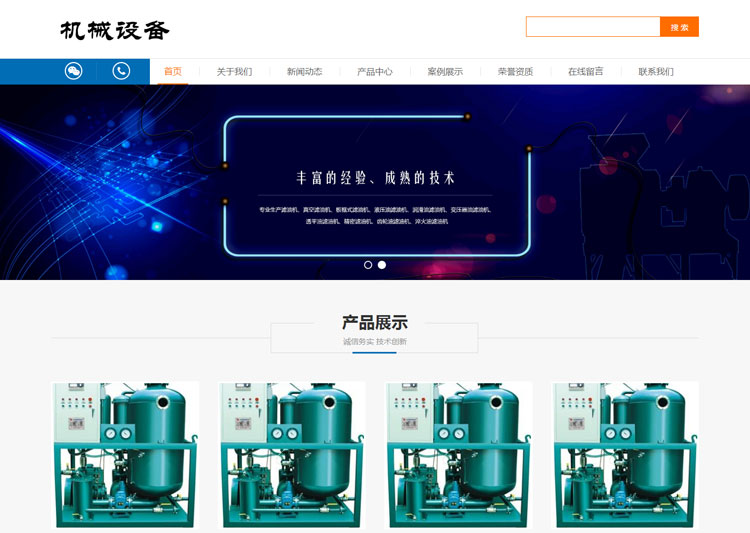 机械设备
搜 索
首页
关于我们
新闻动态
产品中心
案例展示
荣誉资质
在线留言
联系我们
丰富的经验、成熟的技术
专业生产滤油机、真空滤油机、板框式滤油机、液压油滤油机、润滑油滤油机、变压器油滤油机、
透平油滤油机、精密滤油机、齿轮油滤油机、淬火油滤油机
产品展示
诚信务实 技术创新